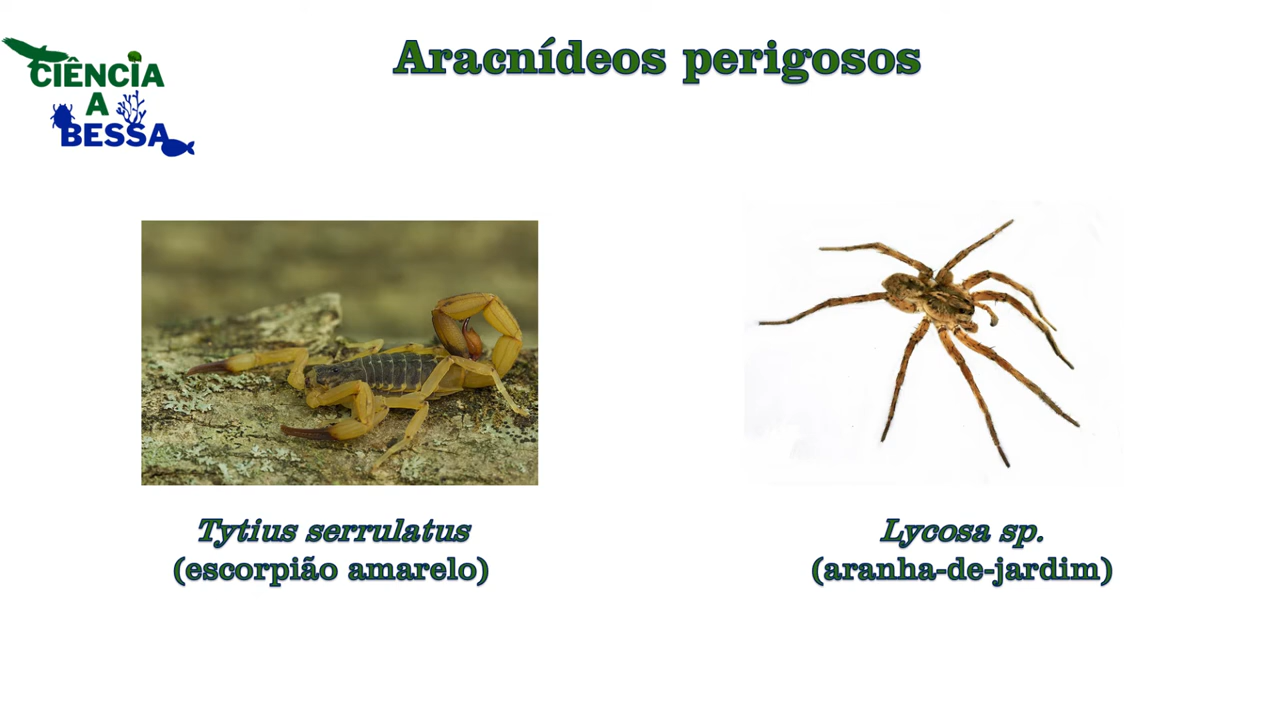 CIÊNCIA
A
BESSA
Aracnídeos perigosos
Tytius serrulatus
(escorpião amarelo)
Lycosa sp.
(aranha-de-jardim)